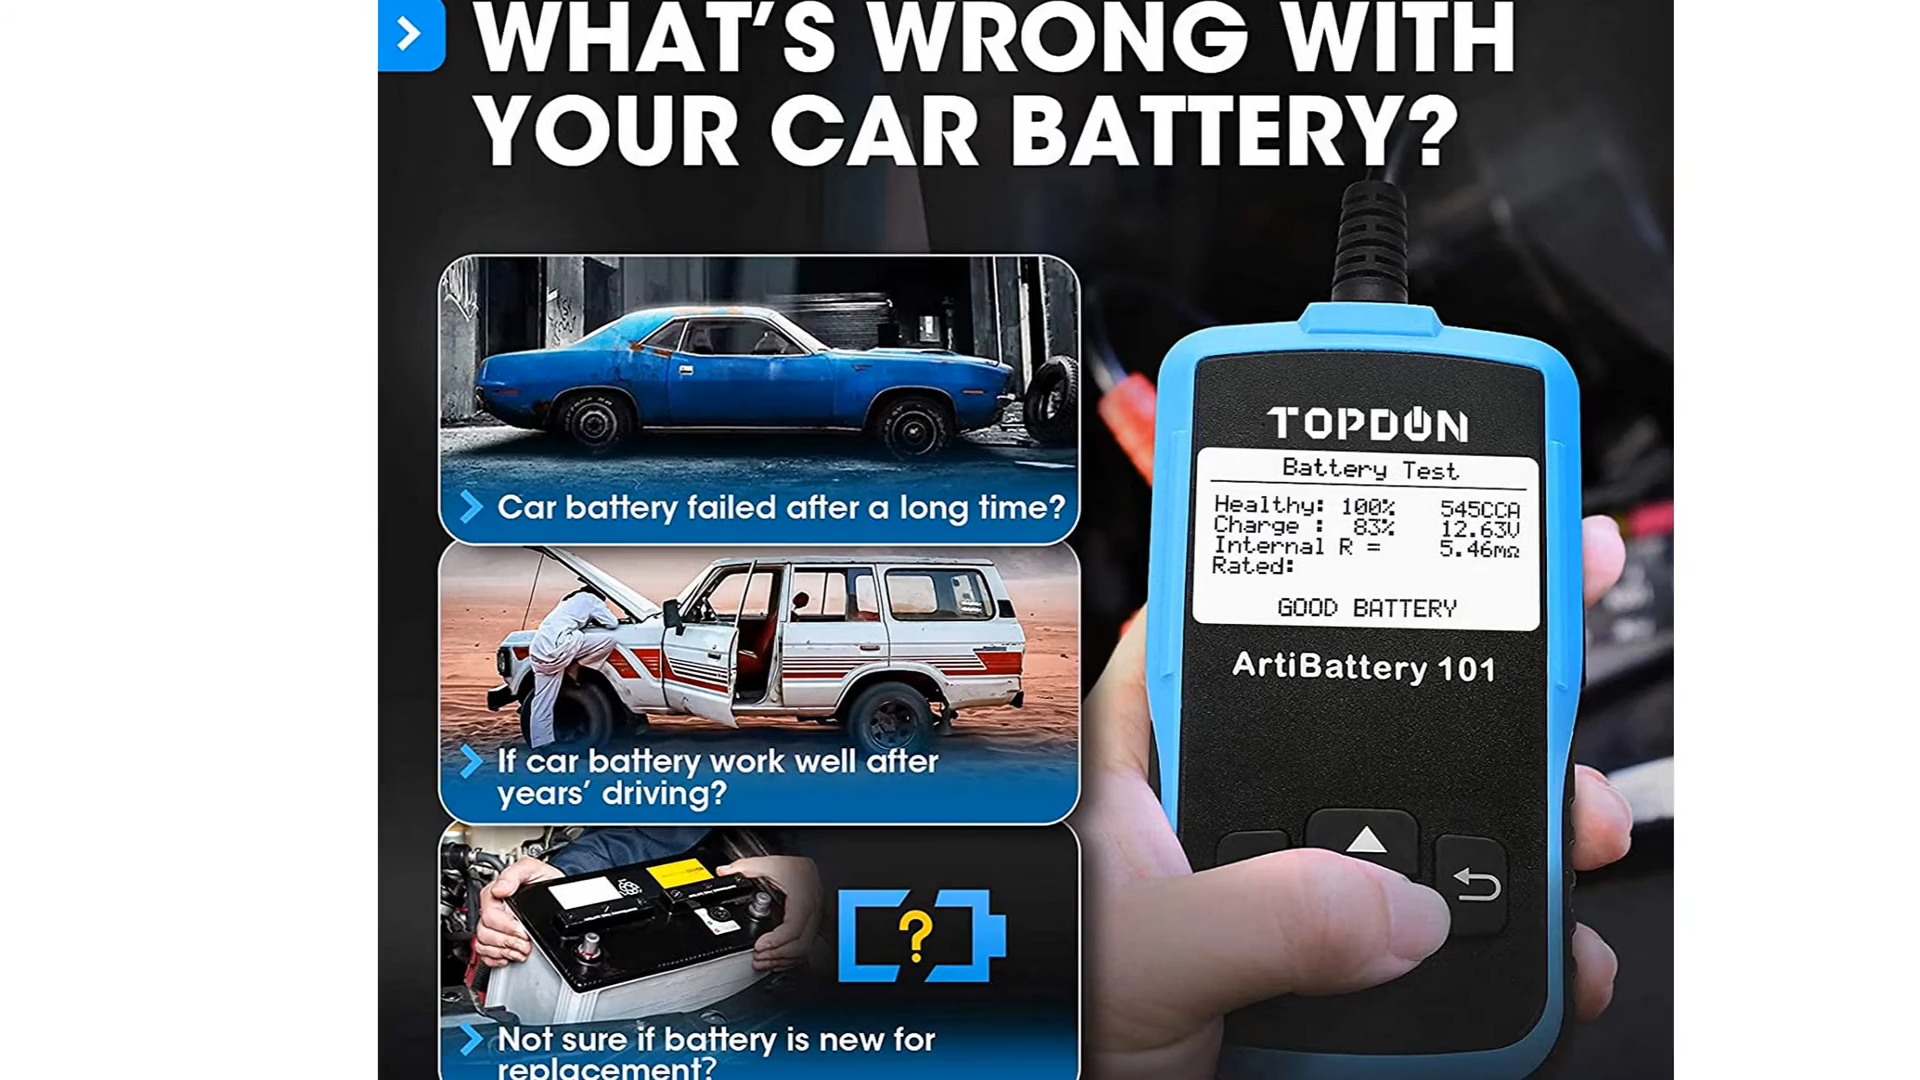 WHAT'S WRONG WITH
YOUR CAR BATTERY?
Car battery failed after a long time?
If car battery work well after
years' driving?
Not sure if battery is new for
replacement?
TOPDON
Battery Test
Healthy: 100% 545CCA
Charge : 83% 12.63V
Internal R = 5.46mΩ
Rated:
GOOD BATTERY
ArtiBattery 101